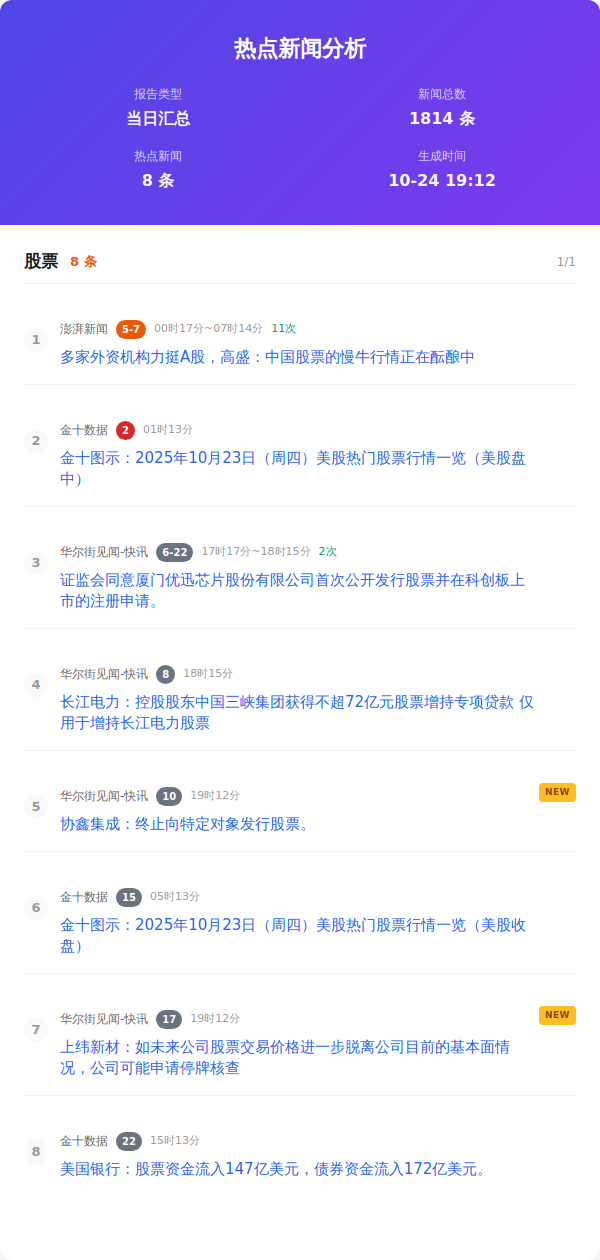 热点新闻分析
报告类型
当日汇总
新闻总数
1814 条
热点新闻
8 条
生成时间
10-24 19:12
股票 8 条 1/1
1
澎湃新闻 5-7 00时17分~07时14分 11次
多家外资机构力挺A股，高盛：中国股票的慢牛行情正在酝酿中
2
金十数据 2 01时13分
金十图示：2025年10月23日（周四）美股热门股票行情一览（美股盘
中）
3
华尔街见闻-快讯 6-22 17时17分~18时15分 2次
证监会同意厦门优迅芯片股份有限公司首次公开发行股票并在科创板上
市的注册申请。
4
华尔街见闻-快讯 8 18时15分
长江电力：控股股东中国三峡集团获得不超72亿元股票增持专项贷款 仅
用于增持长江电力股票
5
华尔街见闻-快讯 10 19时12分 NEW
协鑫集成：终止向特定对象发行股票。
6
金十数据 15 05时13分
金十图示：2025年10月23日（周四）美股热门股票行情一览（美股收
盘）
7
华尔街见闻-快讯 17 19时12分 NEW
上纬新材：如未来公司股票交易价格进一步脱离公司目前的基本面情
况，公司可能申请停牌核查
8
金十数据 22 15时13分
美国银行：股票资金流入147亿美元，债券资金流入172亿美元。